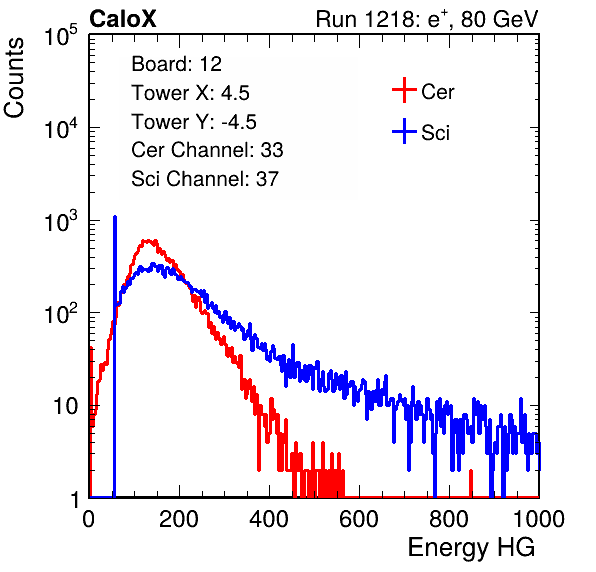 CaloX Run 1218: e⁺, 80 GeV
Counts
10⁵
10⁴
10³
10²
10
1
Board: 12
Tower X: 4.5
Tower Y: -4.5
Cer Channel: 33
Sci Channel: 37
Cer
Sci
0 200 400 600 800 1000
Energy HG